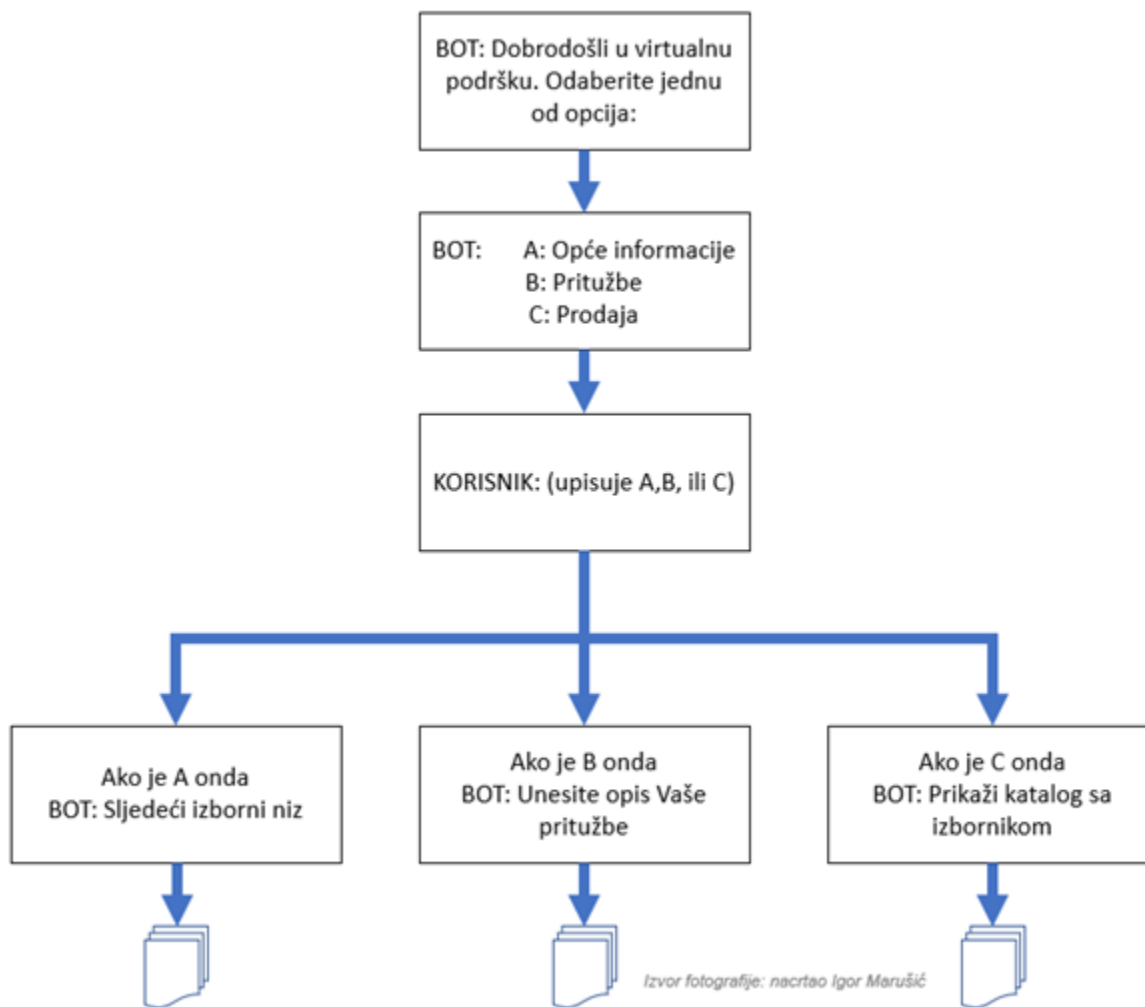 BOT: Dobrodošli u virtualnu
podršku. Odaberite jednu
od opcija:
BOT: A: Opće informacije
B: Pritužbe
C: Prodaja
KORISNIK: (upisuje A,B, ili C)
Ako je A onda
BOT: Sljedeći izborni niz
Ako je B onda
BOT: Unesite opis Vaše
pritužbe
Ako je C onda
BOT: Prikaži katalog sa
izbornikom
Izvor fotografije: nacrtao Igor Marušić